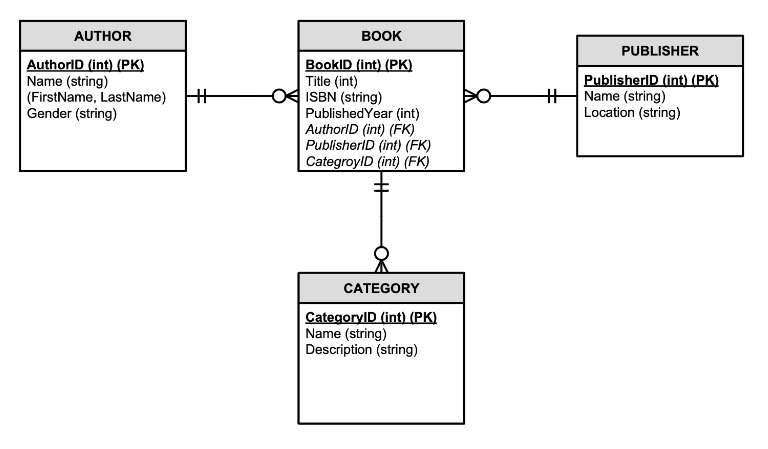 AUTHOR
AuthorID (int) (PK)
Name (string)
(FirstName, LastName)
Gender (string)
BOOK
BookID (int) (PK)
Title (int)
ISBN (string)
PublishedYear (int)
AuthorID (int) (FK)
PublisherID (int) (FK)
CategroyID (int) (FK)
PUBLISHER
PublisherID (int) (PK)
Name (string)
Location (string)
CATEGORY
CategoryID (int) (PK)
Name (string)
Description (string)